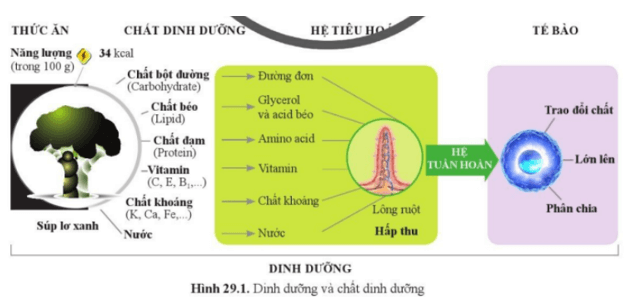 THỨC ĂN
CHẤT DINH DƯỠNG
HỆ TIÊU HOÁ
TẾ BÀO
Năng lượng 34 kcal
(trong 100 g)
Chất bột đường
(Carbohydrate)
Chất béo
(Lipid)
Chất đạm
(Protein)
Vitamin
(C, E, B₁,...)
Chất khoáng
(K, Ca, Fe,...)
Nước
Súp lơ xanh
Đường đơn
Glycerol
và acid béo
Amino acid
Vitamin
Chất khoáng
Nước
Lông ruột
Hấp thu
HỆ
TUẦN HOÀN
Trao đổi chất
Lớn lên
Phân chia
DINH DƯỠNG
Hình 29.1. Dinh dưỡng và chất dinh dưỡng